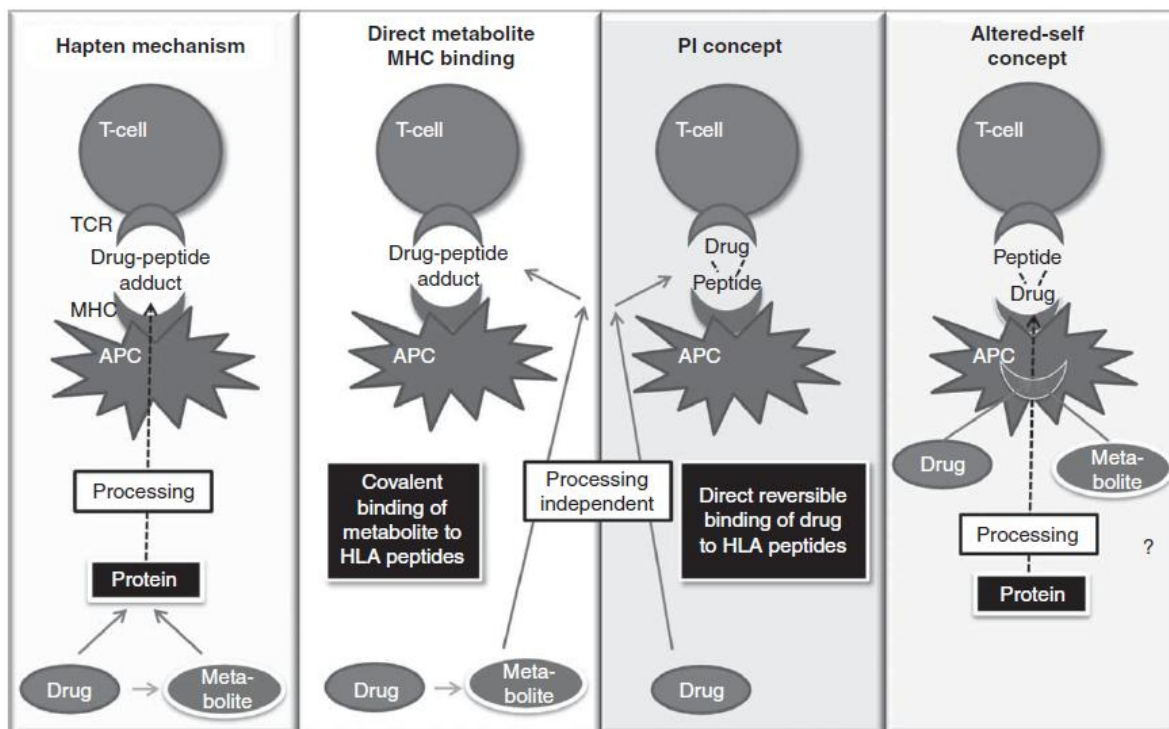 Hapten mechanism
T-cell
TCR
Drug-peptide
adduct
MHC
APC
Processing
Protein
Drug
Meta-
bolite
Direct metabolite
MHC binding
T-cell
Drug-peptide
adduct
APC
Covalent
binding of
metabolite to
HLA peptides
Processing
independent
Drug
Meta-
bolite
PI concept
T-cell
Drug
Peptide
APC
Direct reversible
binding of drug
to HLA peptides
Drug
Altered-self
concept
T-cell
Peptide
Drug
APC
Drug
Meta-
bolite
Processing
?
Protein